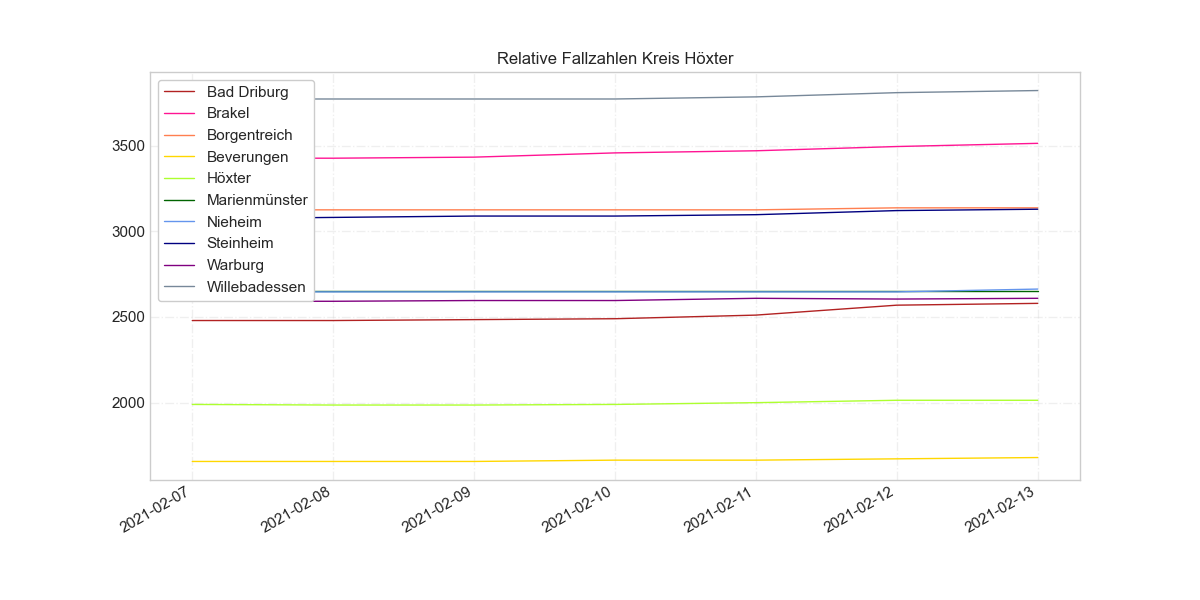 Relative Fallzahlen Kreis Höxter
Bad Driburg
Brakel
Borgentreich
Beverungen
Höxter
Marienmünster
Nieheim
Steinheim
Warburg
Willebadessen
3500
3000
2500
2000
2021-02-07
2021-02-08
2021-02-09
2021-02-10
2021-02-11
2021-02-12
2021-02-13